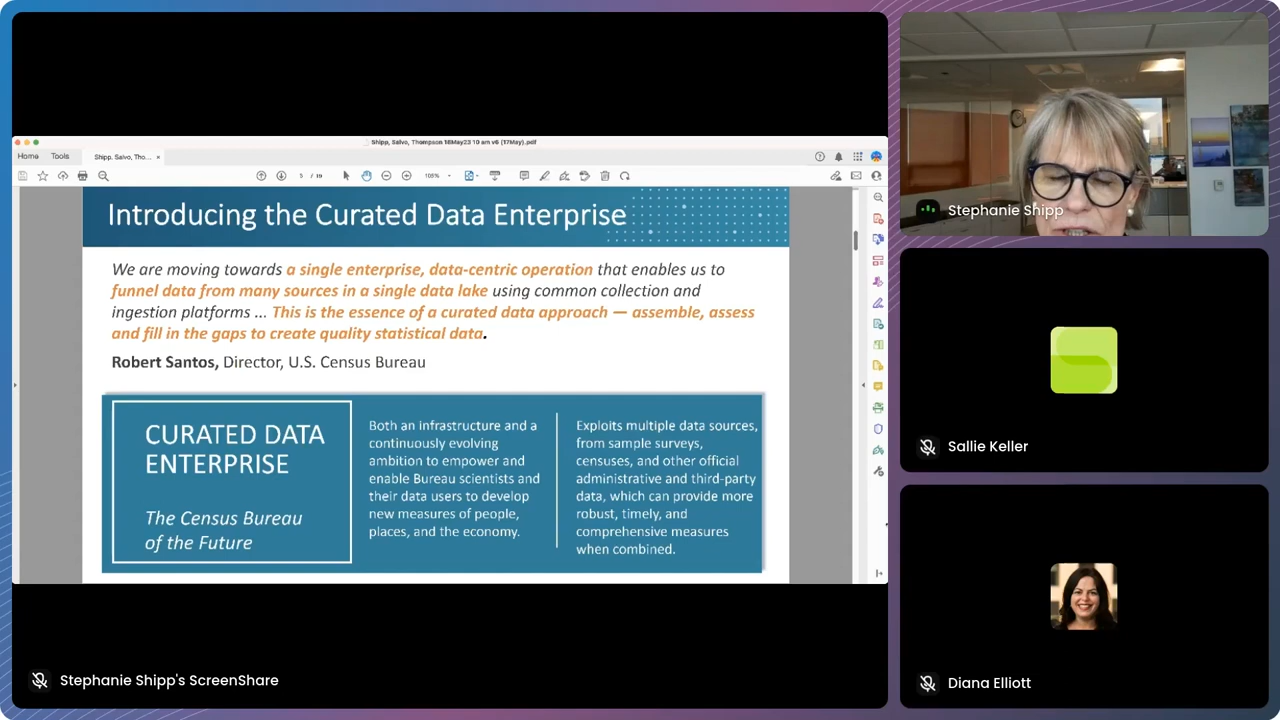 Shipp, Salvo, Thompson 18May23 10 am v6 (17May).pdf
Home Tools Shipp, Salvo, Tho... ×
5 / 19
105%
Introducing the Curated Data Enterprise
We are moving towards a single enterprise, data-centric operation that enables us to
funnel data from many sources in a single data lake using common collection and
ingestion platforms ... This is the essence of a curated data approach — assemble, assess
and fill in the gaps to create quality statistical data.
Robert Santos, Director, U.S. Census Bureau
CURATED DATA
ENTERPRISE
The Census Bureau
of the Future
Both an infrastructure and a
continuously evolving
ambition to empower and
enable Bureau scientists and
their data users to develop
new measures of people,
places, and the economy.
Exploits multiple data sources,
from sample surveys,
censuses, and other official
administrative and third-party
data, which can provide more
robust, timely, and
comprehensive measures
when combined.
Stephanie Shipp's ScreenShare
Stephanie Shipp
Sallie Keller
Diana Elliott